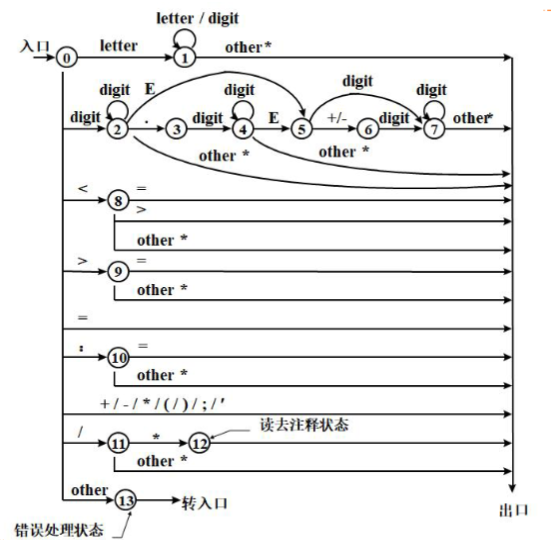 letter / digit
入口 0 letter 1 other*
digit E digit digit digit
digit 2 . 3 digit 4 E 5 +/- 6 digit 7 other*
other * other *
< 8 =
>
other *
> 9 =
other *
=
: 10 =
other *
+ / - / * / ( / ) / ; / ′
读去注释状态
/ 11 * 12
other *
other 13 转入口
出口
错误处理状态